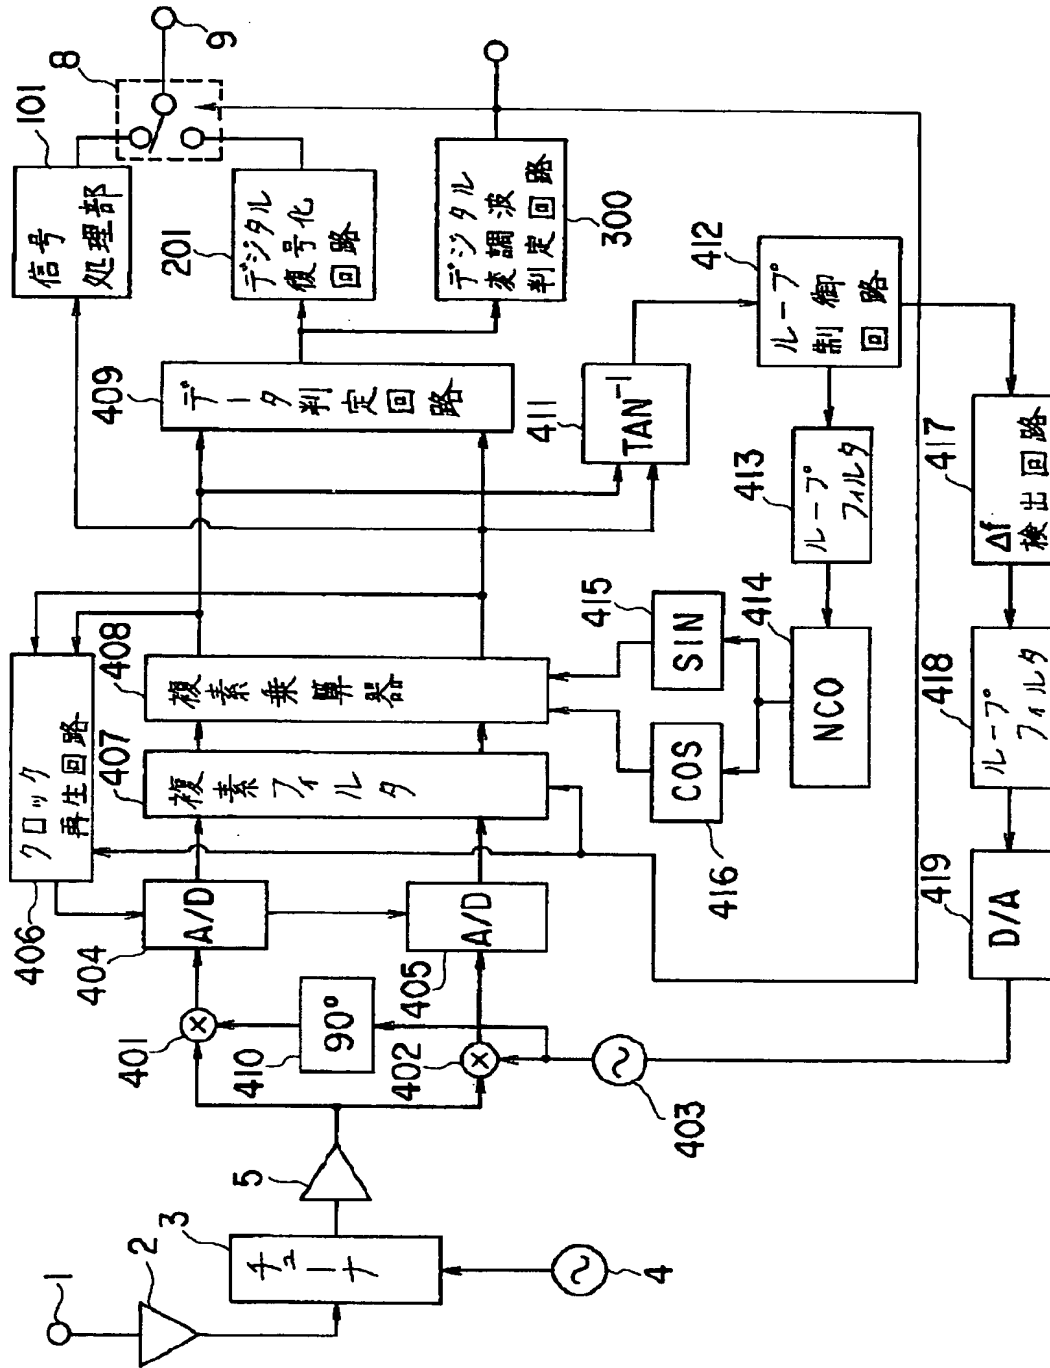 1
2
3
チューナ
4
5
401
402
403
410
90°
404
A/D
405
A/D
406
クロック
再生回路
407
複素フィルタ
408
複素乗算器
409
データ判定回路
411
TAN⁻¹
412
ループ
制御
回路
413
ループ
フィルタ
414
NCO
415
SIN
416
COS
417
Δf
検出回路
418
ループ
フィルタ
419
D/A
101
信号
処理部
201
デジタル
復号化
回路
300
デジタル
変調波
判定回路
8
9